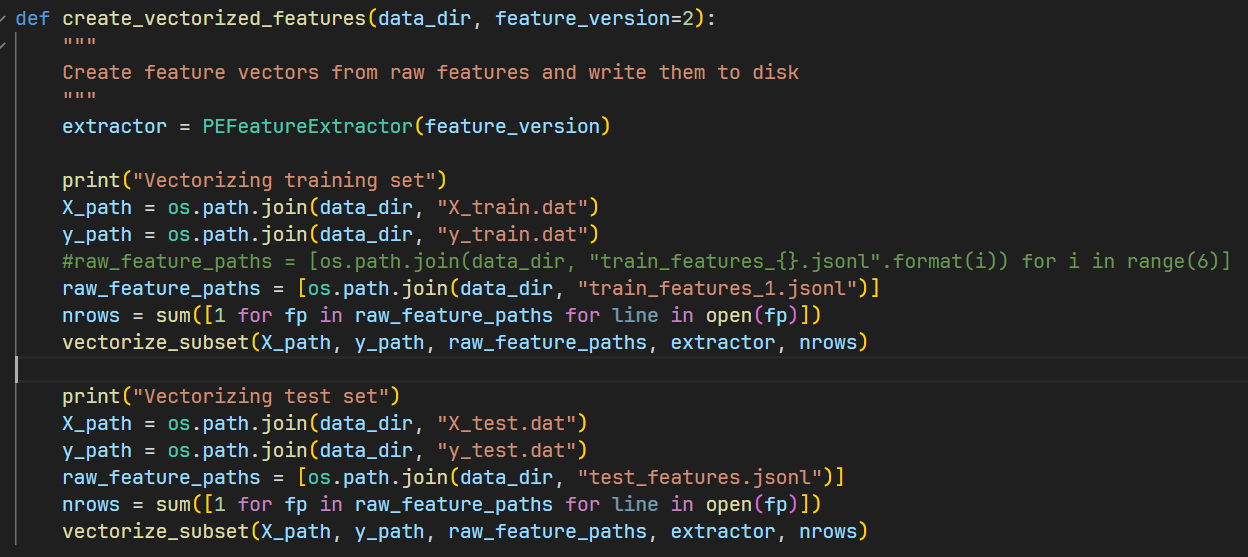 def create_vectorized_features(data_dir, feature_version=2):
    """
    Create feature vectors from raw features and write them to disk
    """
    extractor = PEFeatureExtractor(feature_version)

    print("Vectorizing training set")
    X_path = os.path.join(data_dir, "X_train.dat")
    y_path = os.path.join(data_dir, "y_train.dat")
    #raw_feature_paths = [os.path.join(data_dir, "train_features_{}.jsonl".format(i)) for i in range(6)]
    raw_feature_paths = [os.path.join(data_dir, "train_features_1.jsonl")]
    nrows = sum([1 for fp in raw_feature_paths for line in open(fp)])
    vectorize_subset(X_path, y_path, raw_feature_paths, extractor, nrows)

    print("Vectorizing test set")
    X_path = os.path.join(data_dir, "X_test.dat")
    y_path = os.path.join(data_dir, "y_test.dat")
    raw_feature_paths = [os.path.join(data_dir, "test_features.jsonl")]
    nrows = sum([1 for fp in raw_feature_paths for line in open(fp)])
    vectorize_subset(X_path, y_path, raw_feature_paths, extractor, nrows)